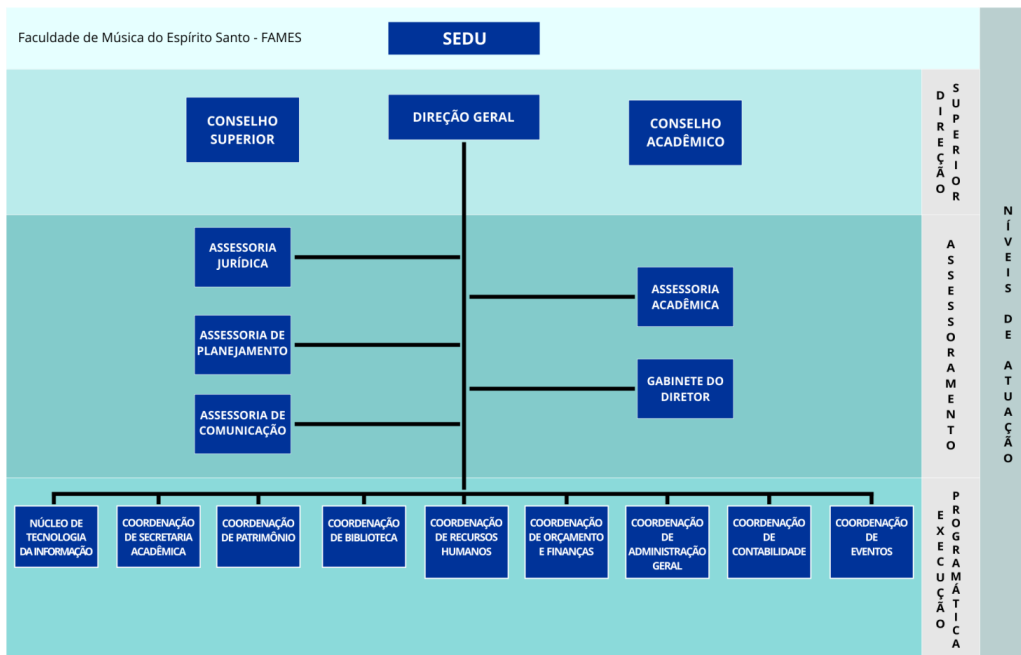 Faculdade de Música do Espírito Santo - FAMES
SEDU
CONSELHO
SUPERIOR
DIREÇÃO GERAL
CONSELHO
ACADÊMICO
DIREÇÃO
SUPERIOR
NÍVEIS DE ATUAÇÃO
ASSESSORIA
JURÍDICA
ASSESSORIA
ACADÊMICA
ASSESSORIA DE
PLANEJAMENTO
GABINETE DO
DIRETOR
ASSESSORIA DE
COMUNICAÇÃO
ASSESSORAMENTO
NÚCLEO DE
TECNOLOGIA
DA INFORMAÇÃO
COORDENAÇÃO
DE SECRETARIA
ACADÊMICA
COORDENAÇÃO
DE PATRIMÔNIO
COORDENAÇÃO
DE BIBLIOTECA
COORDENAÇÃO
DE RECURSOS
HUMANOS
COORDENAÇÃO
DE ORÇAMENTO
E FINANÇAS
COORDENAÇÃO
DE
ADMINISTRAÇÃO
GERAL
COORDENAÇÃO
DE
CONTABILIDADE
COORDENAÇÃO
DE
EVENTOS
EXECUÇÃO
PROGRAMÁTICA